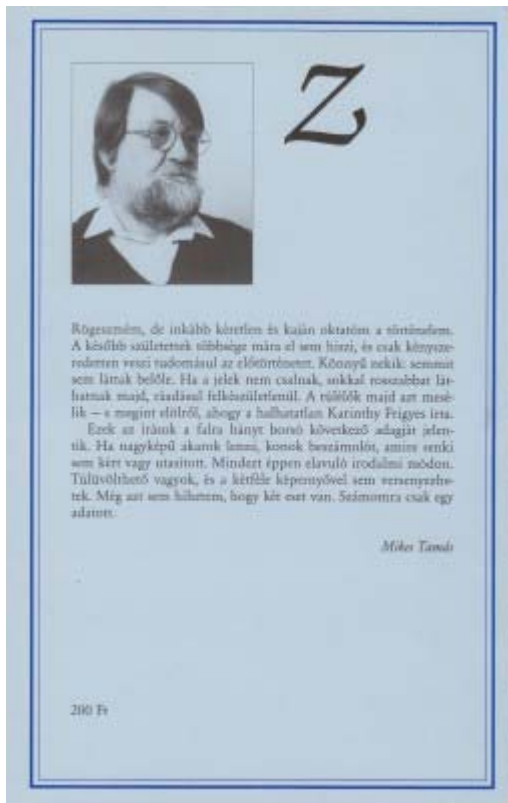 Z
Rögeszmém, de inkább kéretlen és kaján oktatóm a történelem.
A később születettek többsége mára el sem hiszi, és csak kénysze-
redetten veszi tudomásul az előtörténetet. Könnyű nekik: semmit
sem láttak belőle. Ha a jelek nem csalnak, sokkal rosszabbat lát-
hatnak majd, ráadásul felkészületlenül. A túlélők majd azt mesé-
lik – s megint elölről, ahogy a halhatatlan Karinthy Frigyes írta.
Ezek az írások a falra hányt borsó következő adagját jelen-
tik. Ha nagyképű akarok lenni, konok beszámolót, amire senki
sem kért vagy utasított. Mindezt éppen elavuló irodalmi módon.
Túlüvölthető vagyok, és a kétféle képernyővel sem versenyezhe-
tek. Még azt sem hihetem, hogy két eset van. Számomra csak egy
adatott.
Mikes Tamás
200 Ft